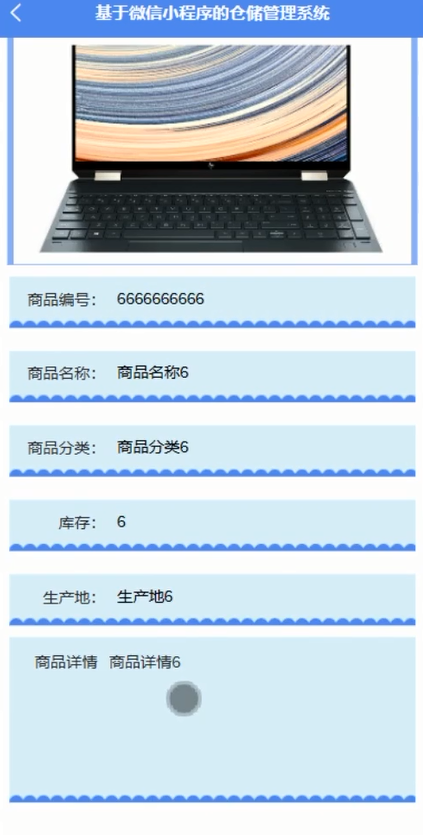 基于微信小程序的仓储管理系统
商品编号： 6666666666
商品名称： 商品名称6
商品分类： 商品分类6
库存： 6
生产地： 生产地6
商品详情 商品详情6